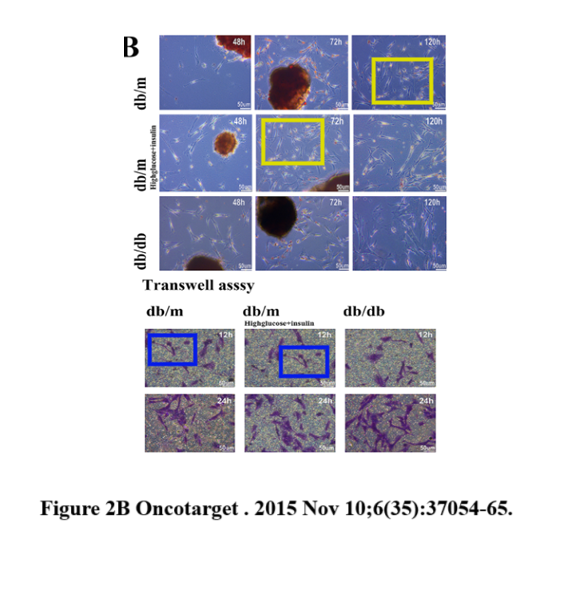 B
48h 72h 120h
db/m
50um 50um 50um
48h 72h 120h
db/m
Highglucose+insulin
50um 50um 50um
48h 72h 120h
db/db
50um 50um 50um
Transwell asssy
db/m db/m db/db
Highglucose+insulin
12h 12h 12h
50um 50um 50um
24h 24h 24h
50um 50um 50um
Figure 2B Oncotarget . 2015 Nov 10;6(35):37054-65.